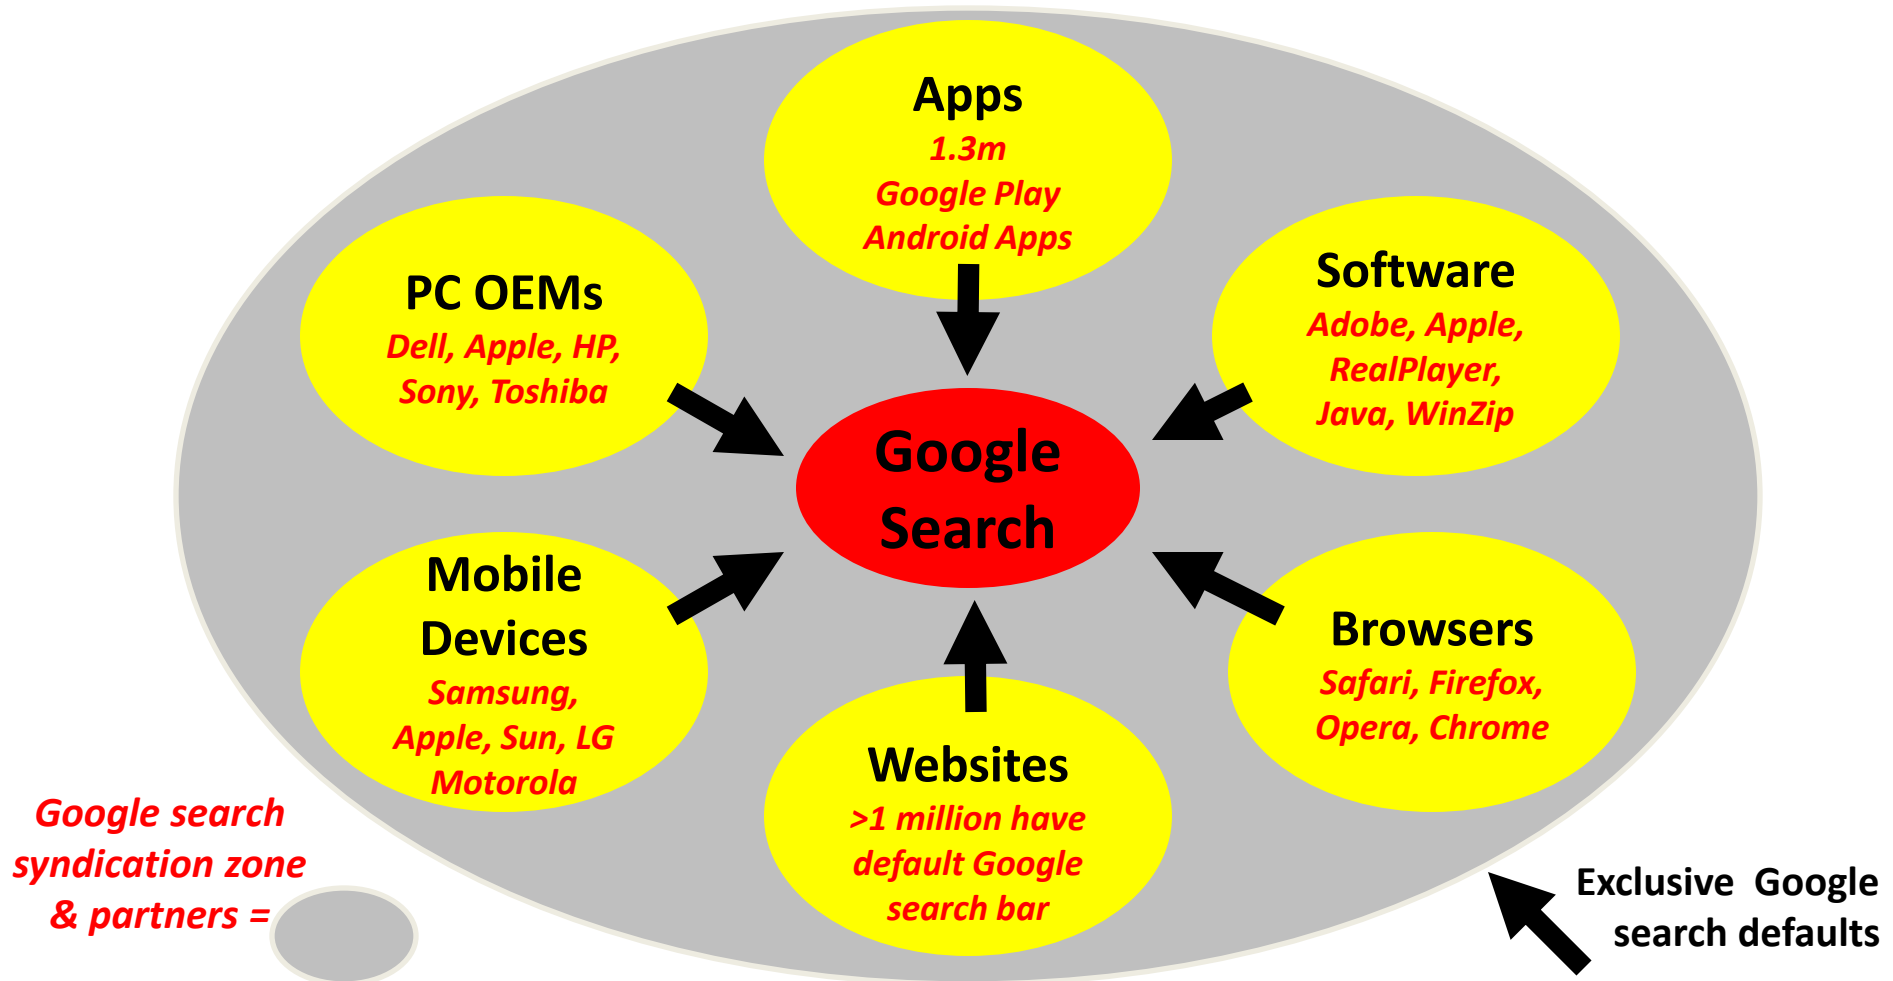 Apps
1.3m
Google Play
Android Apps
PC OEMs
Dell, Apple, HP,
Sony, Toshiba
Software
Adobe, Apple,
RealPlayer,
Java, WinZip
Google
Search
Mobile
Devices
Samsung,
Apple, Sun, LG
Motorola
Browsers
Safari, Firefox,
Opera, Chrome
Websites
>1 million have
default Google
search bar
Google search
syndication zone
& partners =
Exclusive Google
search defaults